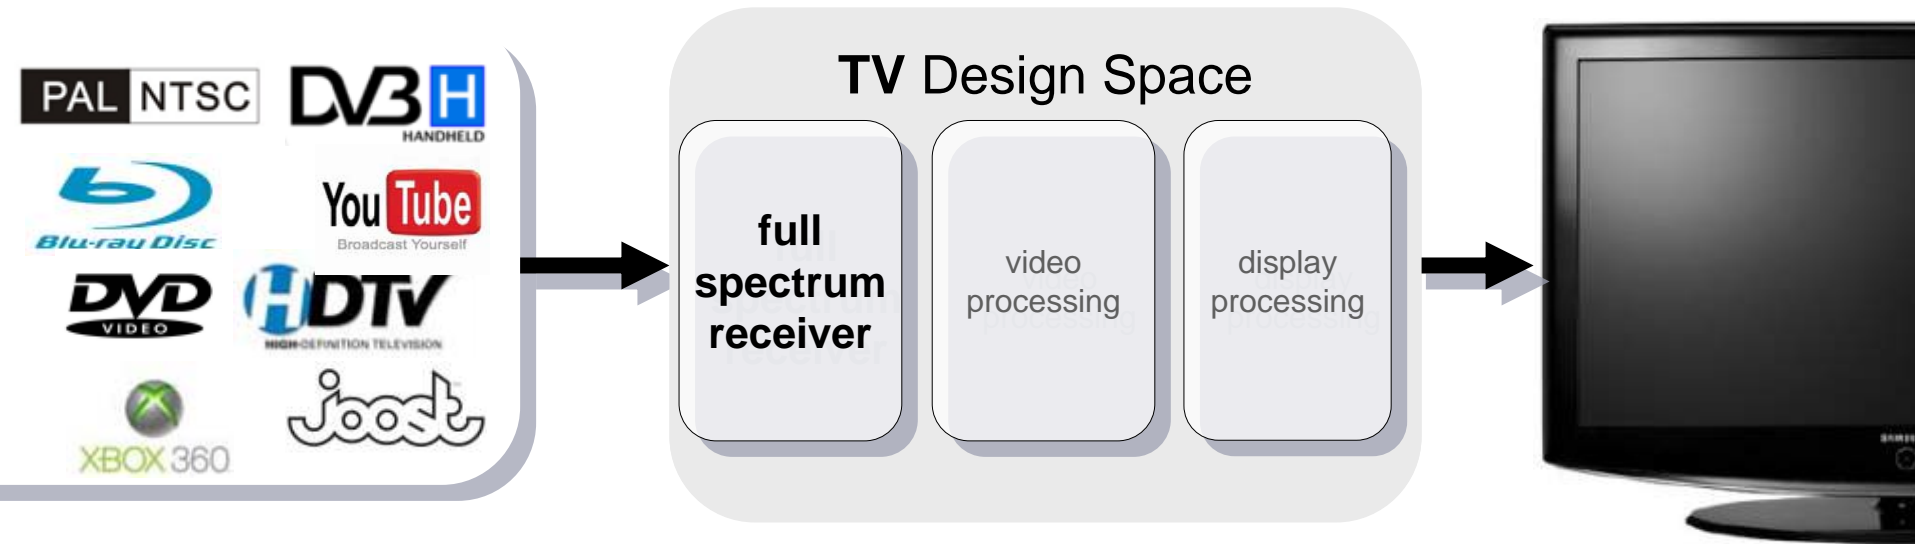 PAL NTSC
DVB H
HANDHELD
Blu-ray Disc
You Tube
Broadcast Yourself
DVD
VIDEO
HDTV
HIGH-DEFINITION TELEVISION
XBOX 360
Joost
TV Design Space
full
spectrum
receiver
video
processing
display
processing